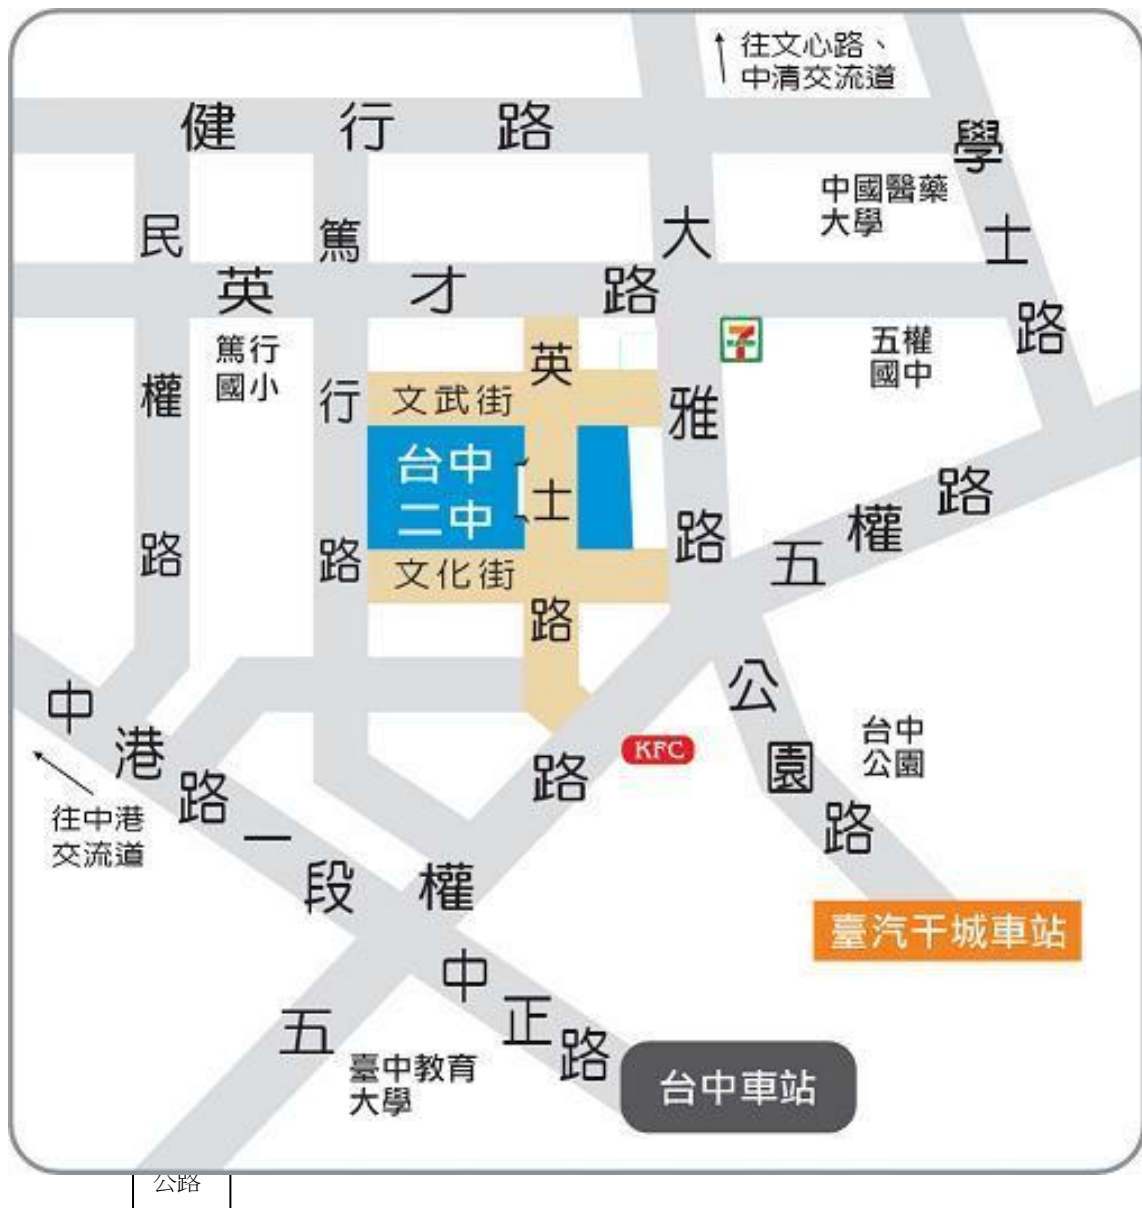 往文心路、
中清交流道
健行路
學士路
中國醫藥
大學
民權路
篤行路
大雅路
英才路
篤行
國小
英士路
7
五權
國中
文武街
台中
二中
文化街
五權路
中港路一段
往中港
交流道
公園路
台中
公園
KFC
五權路
臺汽干城車站
中正路
臺中教育
大學
台中車站
公路